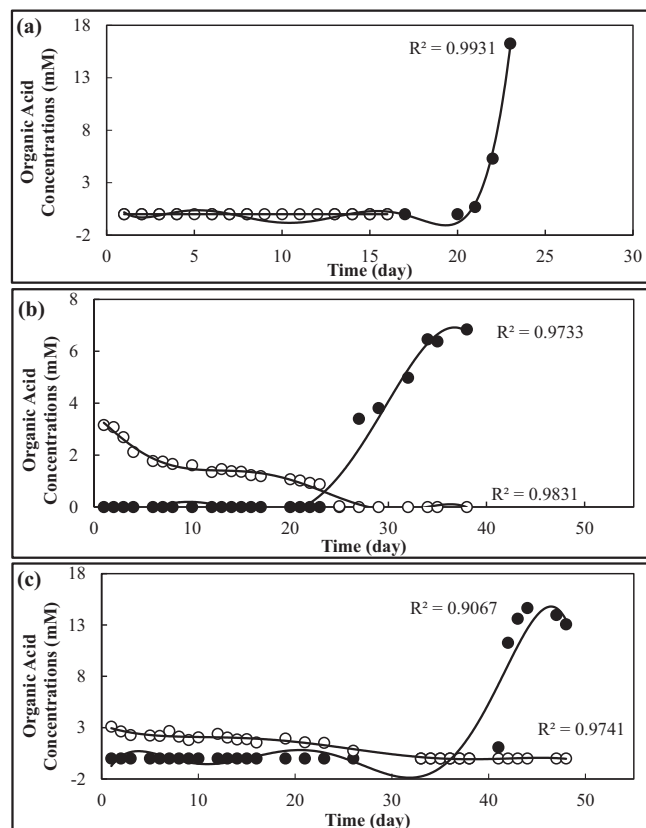 (a)
Organic Acid
Concentrations (mM)
18
13
8
3
-2
R² = 0.9931
0 5 10 15 20 25 30
Time (day)
(b)
Organic Acid
Concentrations (mM)
8
6
4
2
0
R² = 0.9733
R² = 0.9831
0 10 20 30 40 50
Time (day)
(c)
Organic Acid
Concentrations (mM)
18
13
8
3
-2
R² = 0.9067
R² = 0.9741
0 10 20 30 40 50
Time (day)